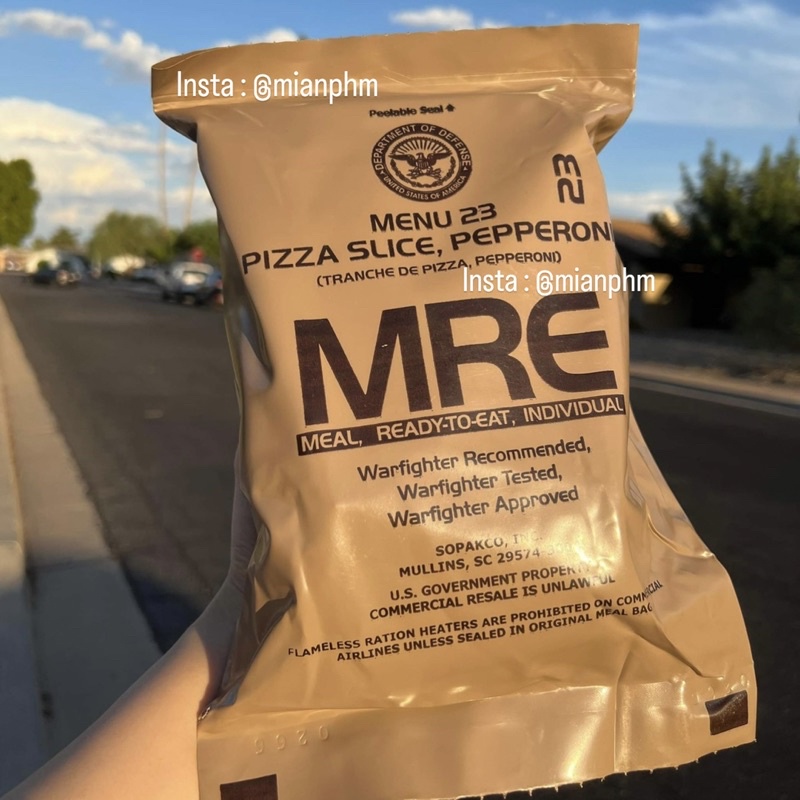 Insta : @mianphm
Peelable Seal
DEPARTMENT OF DEFENSE
UNITED STATES OF AMERICA
23
MENU 23
PIZZA SLICE, PEPPERONI
(TRANCHE DE PIZZA, PEPPERONI)
Insta : @mianphm
MRE
MEAL, READY-TO-EAT, INDIVIDUAL
Warfighter Recommended,
Warfighter Tested,
Warfighter Approved
SOPAKCO, INC.
MULLINS, SC 29574
U.S. GOVERNMENT PROPERTY
COMMERCIAL RESALE IS UNLAWFUL
FLAMELESS RATION HEATERS ARE PROHIBITED ON COMMERCIAL
AIRLINES UNLESS SEALED IN ORIGINAL MEAL BAG